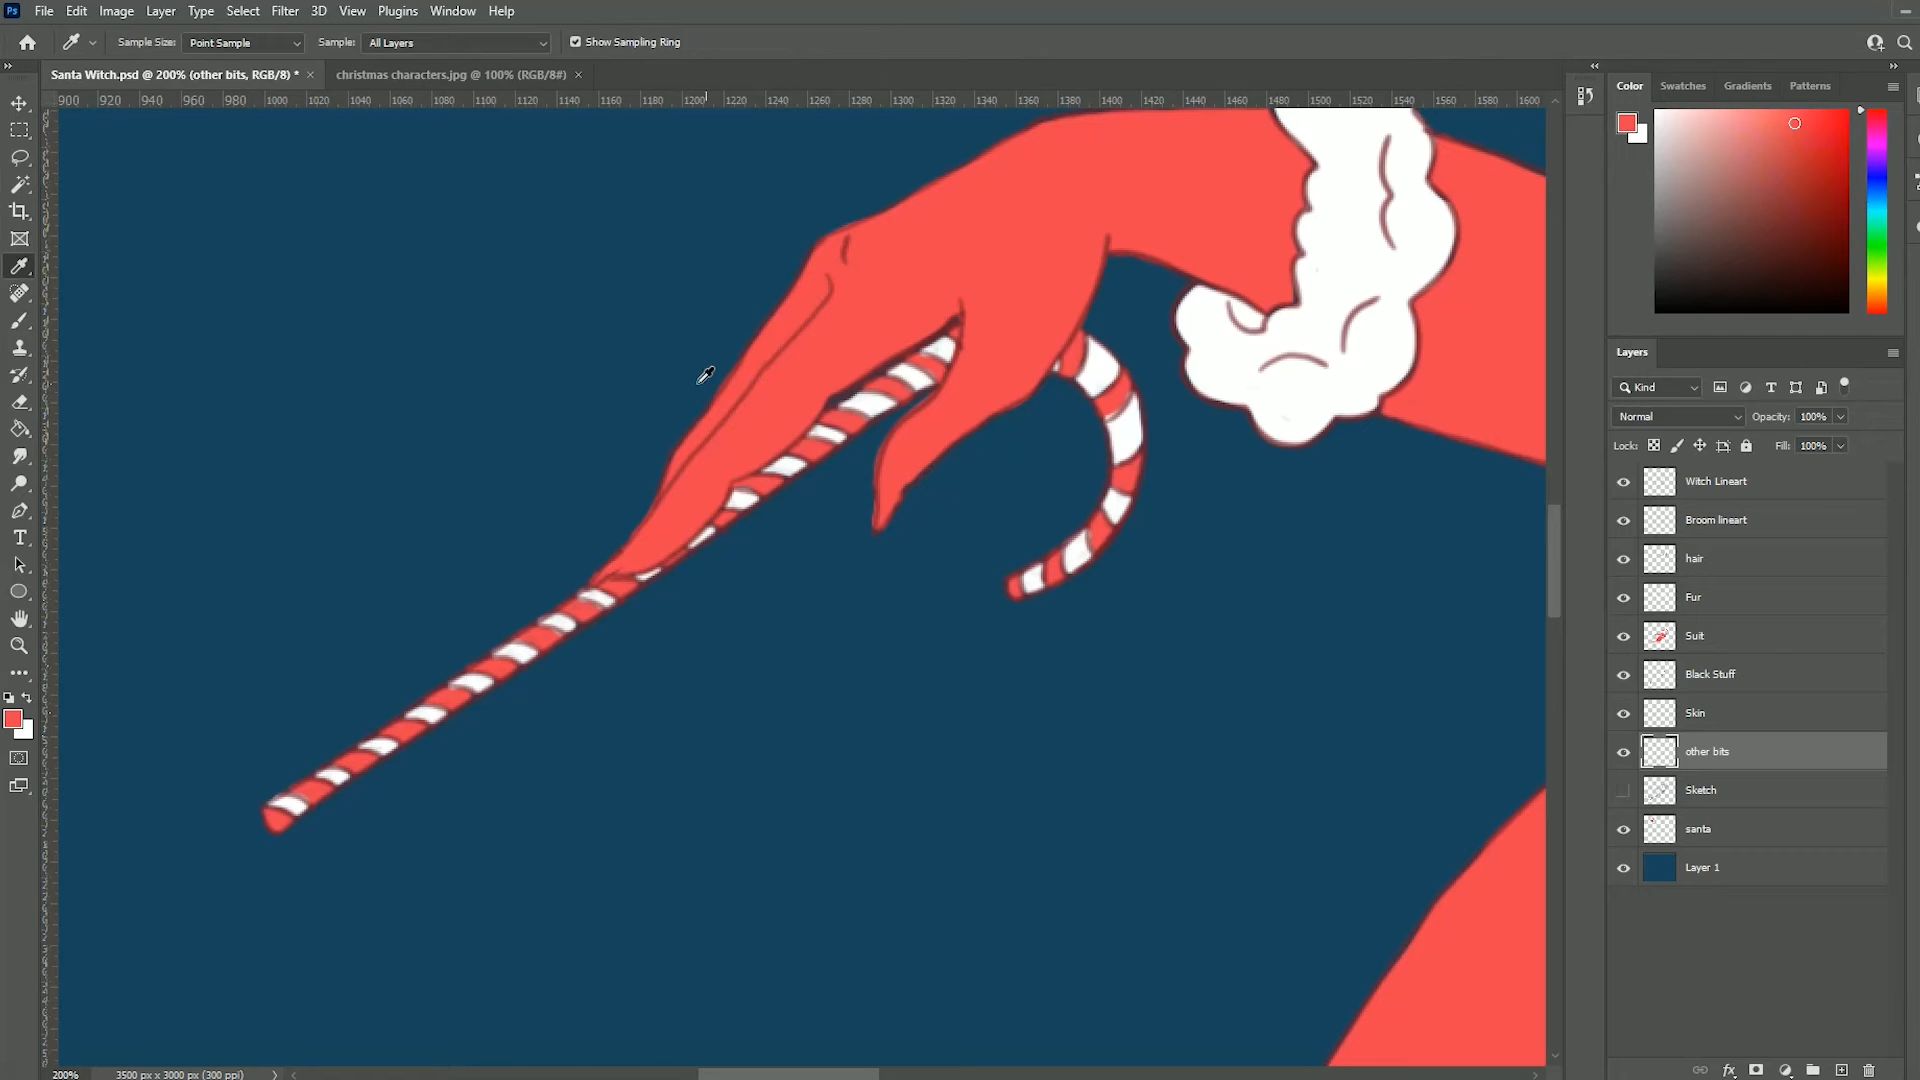 Ps File Edit Image Layer Type Select Filter 3D View Plugins Window Help
Sample Size: Point Sample Sample: All Layers Show Sampling Ring
Santa Witch.psd @ 200% (other bits, RGB/8) * × christmas characters.jpg @ 100% (RGB/8#) ×
900 920 940 960 980 1000 1020 1040 1060 1080 1100 1120 1140 1160 1180 1200 1220 1240 1260 1280 1300 1320 1340 1360 1380 1400 1420 1440 1460 1480 1500 1520 1540 1560 1580 1600
Color Swatches Gradients Patterns
Layers
Kind
Normal Opacity: 100%
Lock: Fill: 100%
Witch Lineart
Broom lineart
hair
Fur
Suit
Black Stuff
Skin
other bits
Sketch
santa
Layer 1
200% 3500 px x 3000 px (300 ppi)